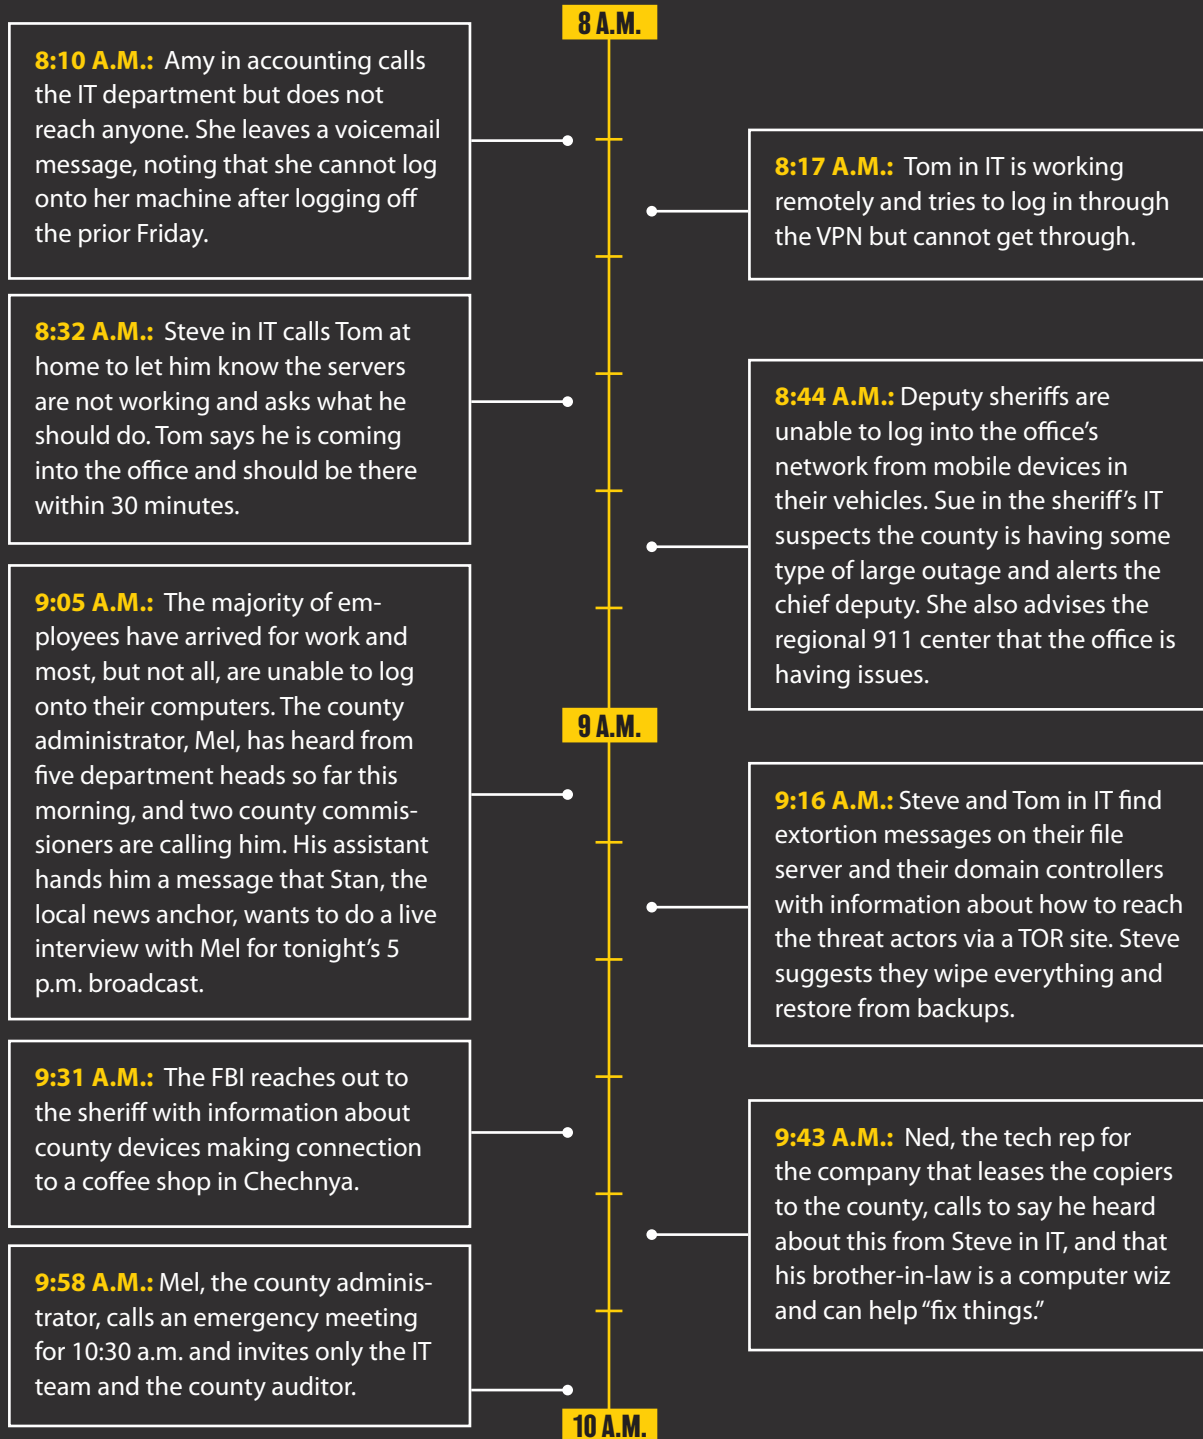 8 A.M.
8:10 A.M.: Amy in accounting calls
the IT department but does not
reach anyone. She leaves a voicemail
message, noting that she cannot log
onto her machine after logging off
the prior Friday.
8:17 A.M.: Tom in IT is working
remotely and tries to log in through
the VPN but cannot get through.
8:32 A.M.: Steve in IT calls Tom at
home to let him know the servers
are not working and asks what he
should do. Tom says he is coming
into the office and should be there
within 30 minutes.
8:44 A.M.: Deputy sheriffs are
unable to log into the office’s
network from mobile devices in
their vehicles. Sue in the sheriff’s IT
suspects the county is having some
type of large outage and alerts the
chief deputy. She also advises the
regional 911 center that the office is
having issues.
9 A.M.
9:05 A.M.: The majority of em-
ployees have arrived for work and
most, but not all, are unable to log
onto their computers. The county
administrator, Mel, has heard from
five department heads so far this
morning, and two county commis-
sioners are calling him. His assistant
hands him a message that Stan, the
local news anchor, wants to do a live
interview with Mel for tonight’s 5
p.m. broadcast.
9:16 A.M.: Steve and Tom in IT find
extortion messages on their file
server and their domain controllers
with information about how to reach
the threat actors via a TOR site. Steve
suggests they wipe everything and
restore from backups.
9:31 A.M.: The FBI reaches out to
the sheriff with information about
county devices making connection
to a coffee shop in Chechnya.
9:43 A.M.: Ned, the tech rep for
the company that leases the copiers
to the county, calls to say he heard
about this from Steve in IT, and that
his brother-in-law is a computer wiz
and can help “fix things.”
9:58 A.M.: Mel, the county adminis-
trator, calls an emergency meeting
for 10:30 a.m. and invites only the IT
team and the county auditor.
10 A.M.